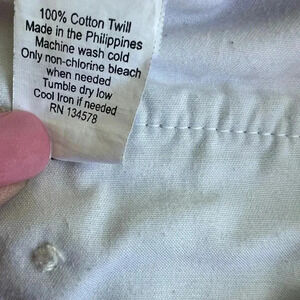 100% Cotton Twill
Made in the Philippines
Machine wash cold
Only non-chlorine bleach
when needed
Tumble dry low
Cool Iron if needed
RN 134578